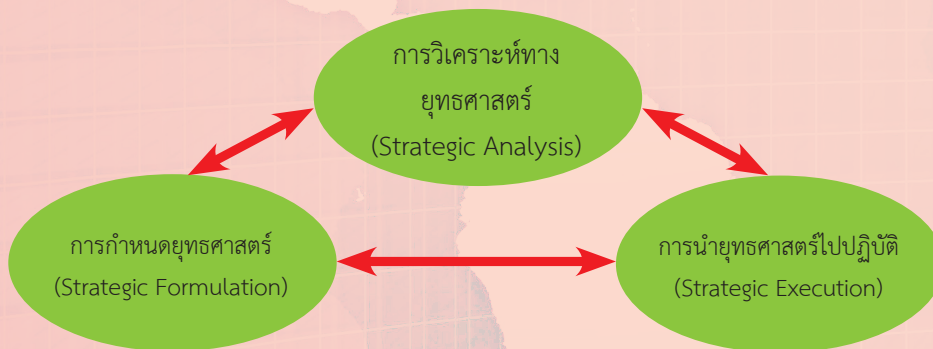 การวิเคราะห์ทาง
ยุทธศาสตร์
(Strategic Analysis)
การกำหนดยุทธศาสตร์
(Strategic Formulation)
การนำยุทธศาสตร์ไปปฏิบัติ
(Strategic Execution)